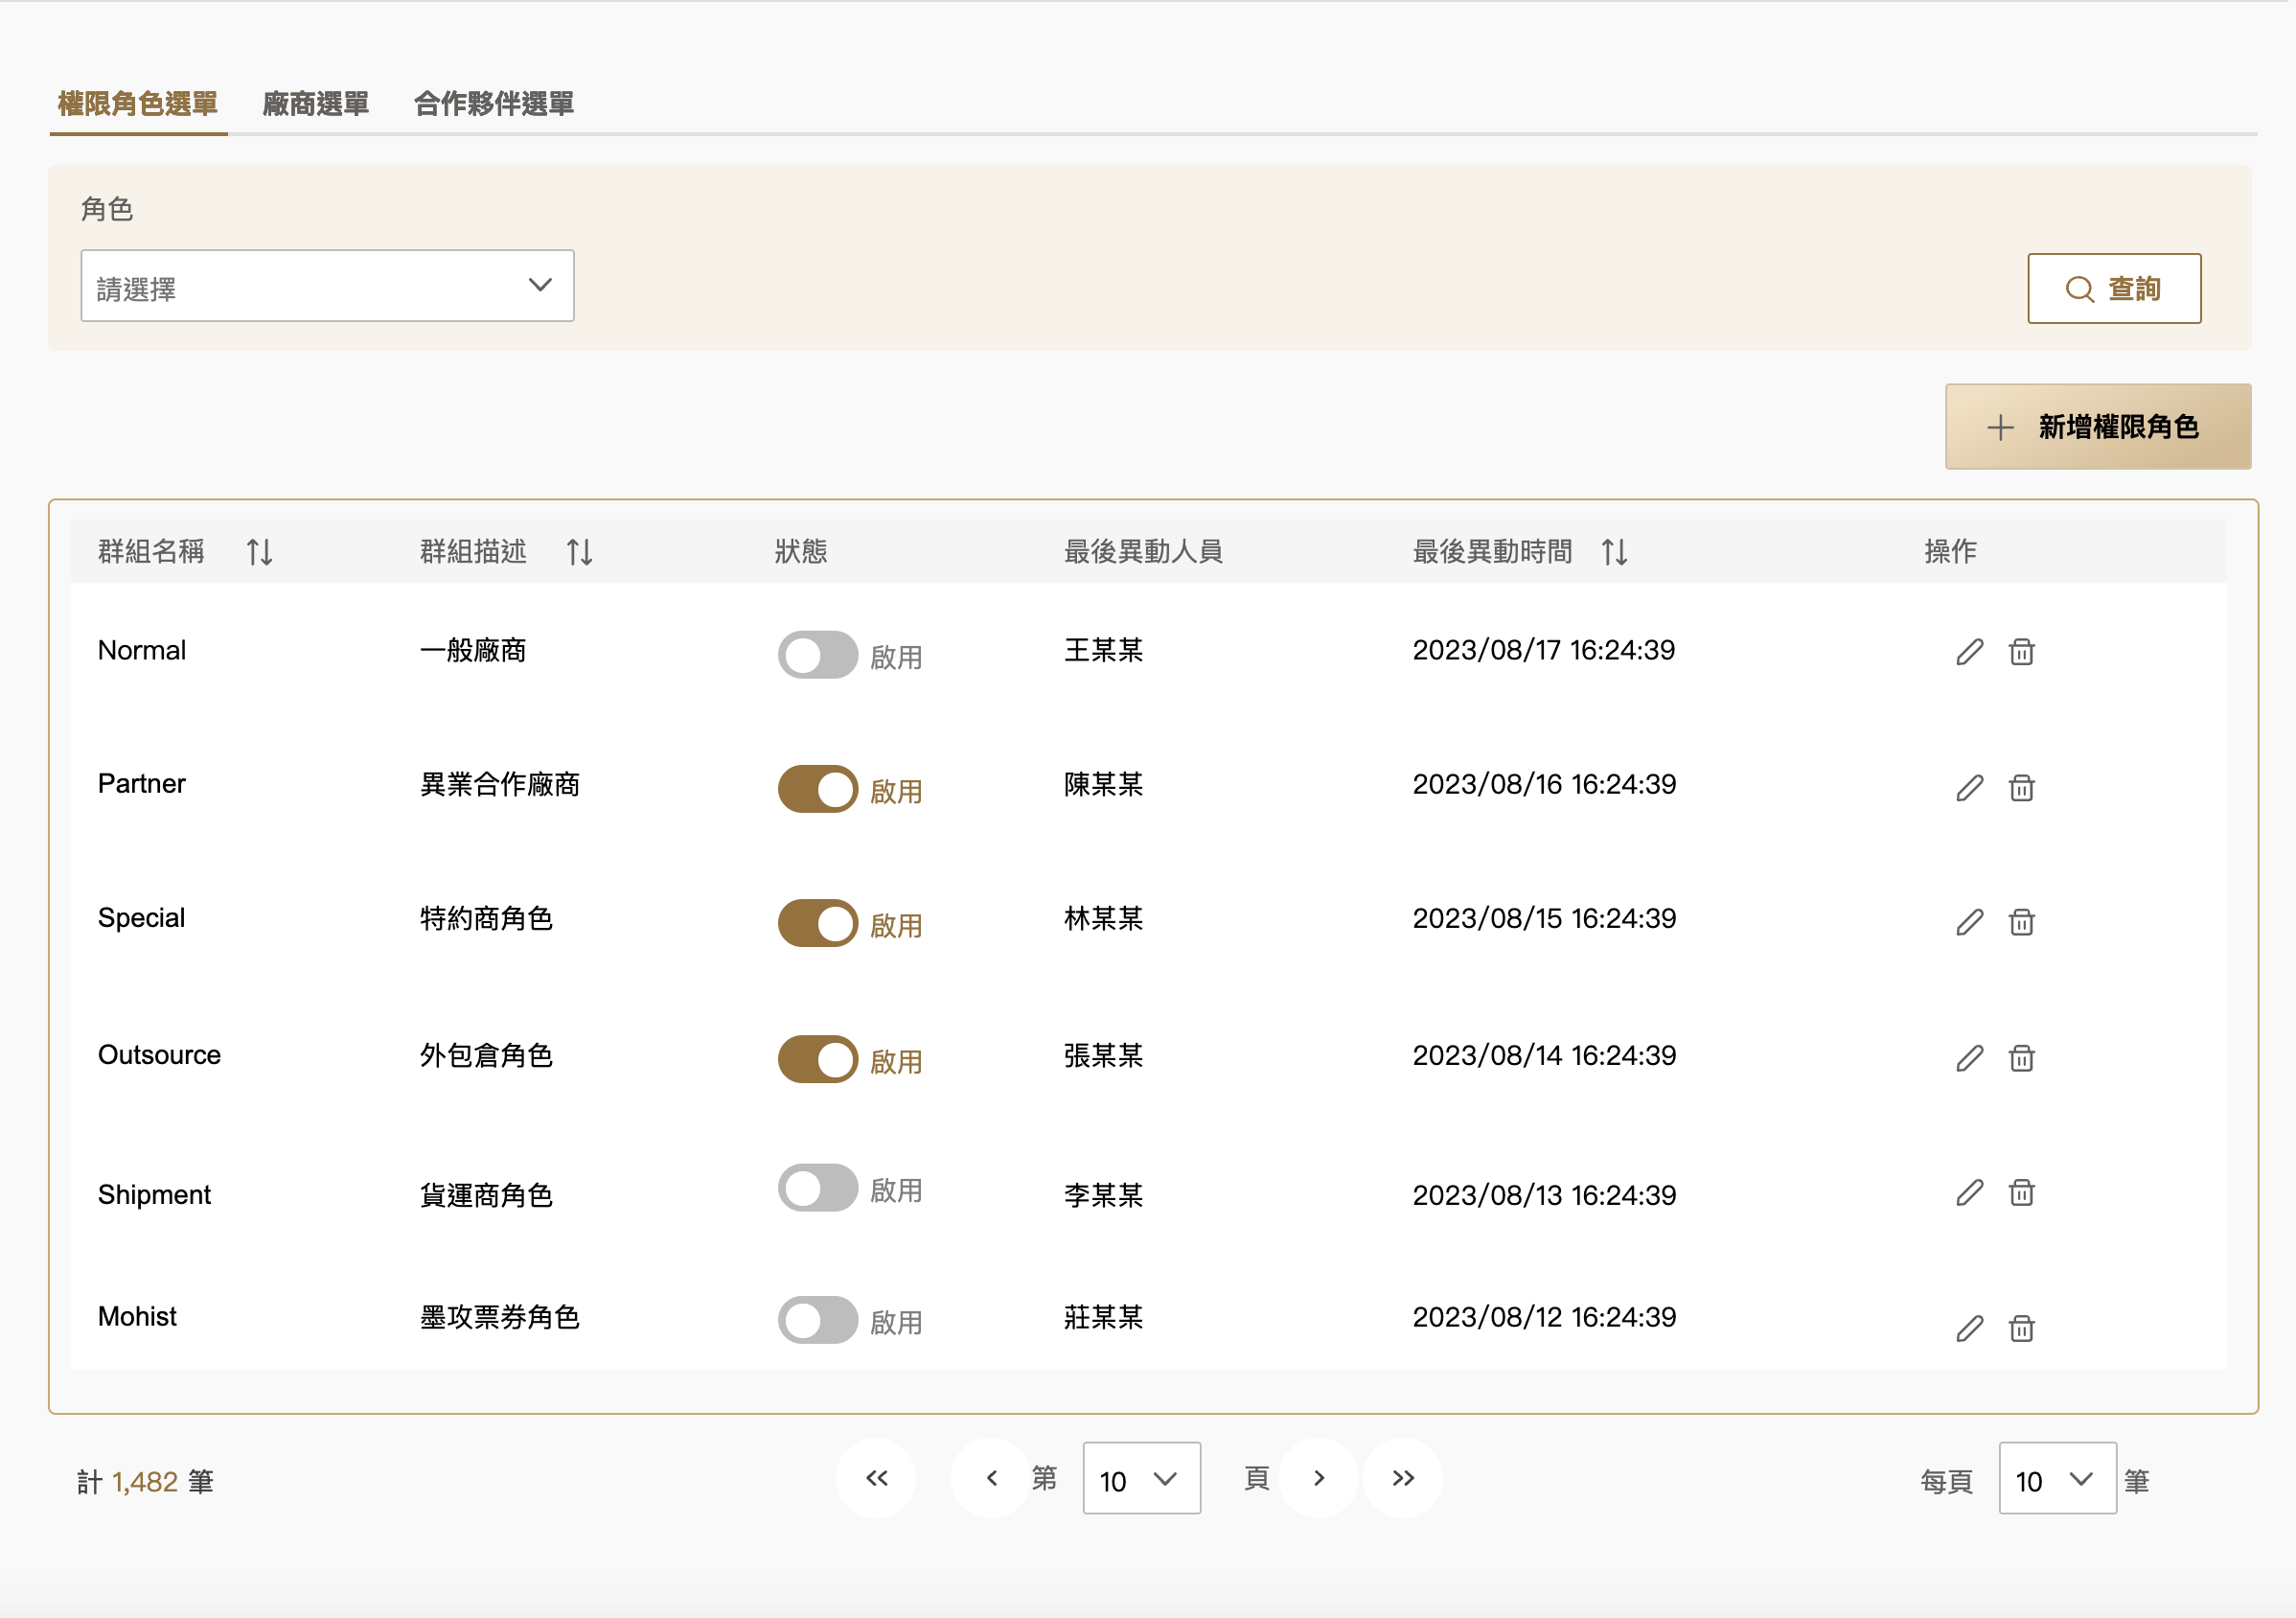 權限角色選單 廠商選單 合作夥伴選單
角色
請選擇
查詢
新增權限角色
群組名稱 群組描述 狀態 最後異動人員 最後異動時間 操作
Normal 一般廠商 啟用 王某某 2023/08/17 16:24:39
Partner 異業合作廠商 啟用 陳某某 2023/08/16 16:24:39
Special 特約商角色 啟用 林某某 2023/08/15 16:24:39
Outsource 外包倉角色 啟用 張某某 2023/08/14 16:24:39
Shipment 貨運商角色 啟用 李某某 2023/08/13 16:24:39
Mohist 墨攻票券角色 啟用 莊某某 2023/08/12 16:24:39
計 1,482 筆 第 10 頁 每頁 10 筆